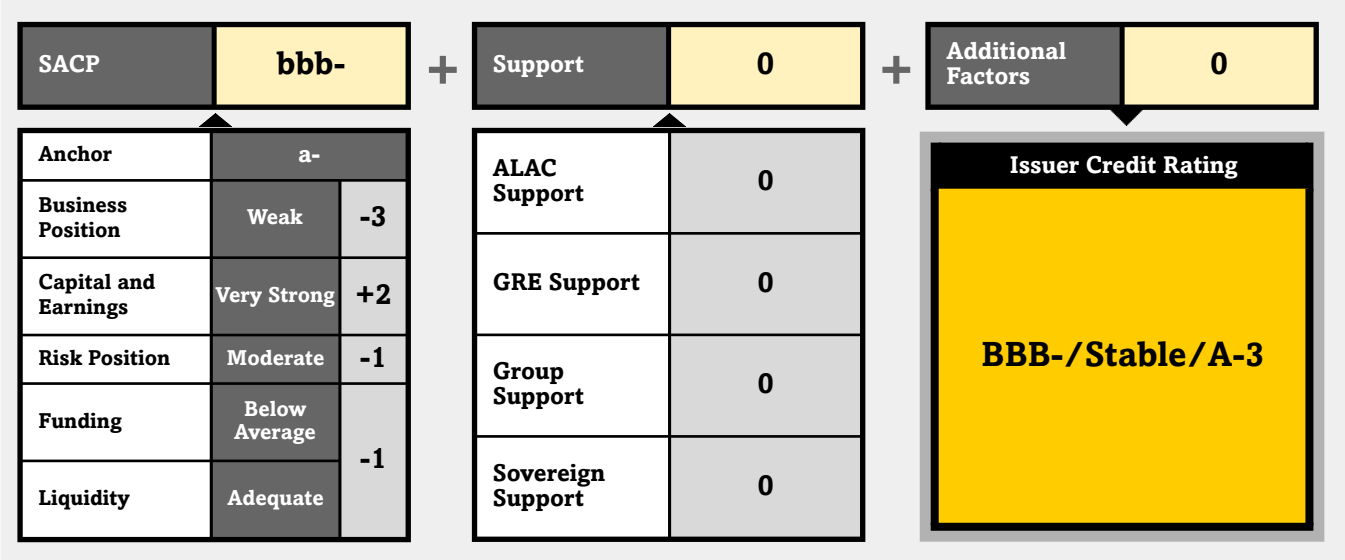 SACP
bbb-
+
Support
0
+
Additional
Factors
0
Anchor
a-
Business
Position
Weak
-3
Capital and
Earnings
Very Strong
+2
Risk Position
Moderate
-1
Funding
Below
Average
-1
Liquidity
Adequate
ALAC
Support
0
GRE Support
0
Group
Support
0
Sovereign
Support
0
Issuer Credit Rating
BBB-/Stable/A-3